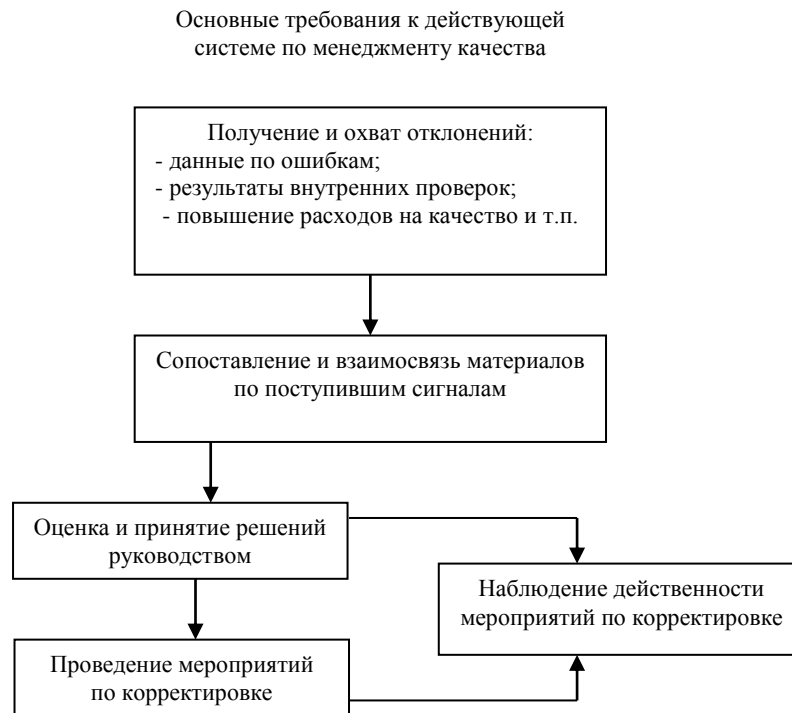 Основные требования к действующей
системе по менеджменту качества
Получение и охват отклонений:
- данные по ошибкам;
- результаты внутренних проверок;
- повышение расходов на качество и т.п.
Сопоставление и взаимосвязь материалов
по поступившим сигналам
Оценка и принятие решений
руководством
Наблюдение действенности
мероприятий по корректировке
Проведение мероприятий
по корректировке